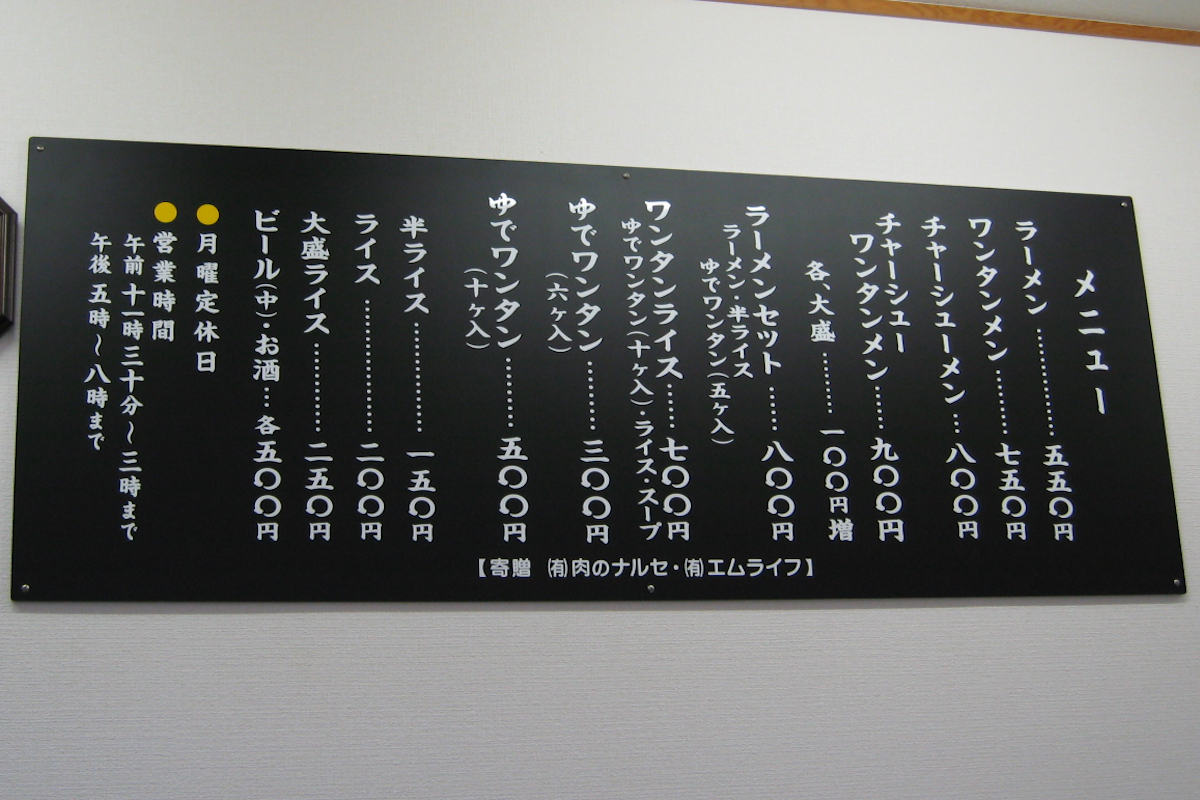 メニュー
ラーメン…………五五〇円
ワンタンメン………七五〇円
チャーシューメン…八〇〇円
チャーシュー
ワンタンメン……九〇〇円
各、大盛………一〇〇円増
ラーメンセット……八〇〇円
ラーメン・半ライス
ゆでワンタン(五ヶ入)
ワンタンライス……七〇〇円
ゆでワンタン(十ヶ入)・ライス・スープ
ゆでワンタン………三〇〇円
(六ヶ入)
ゆでワンタン………五〇〇円
(十ヶ入)
半ライス…………一五〇円
ライス……………二〇〇円
大盛ライス………二五〇円
ビール(中)・お酒…各五〇〇円
●月曜定休日
●営業時間
午前十一時三十分〜三時まで
午後五時〜八時まで
【寄贈 ㈲肉のナルセ・㈲エムライフ】